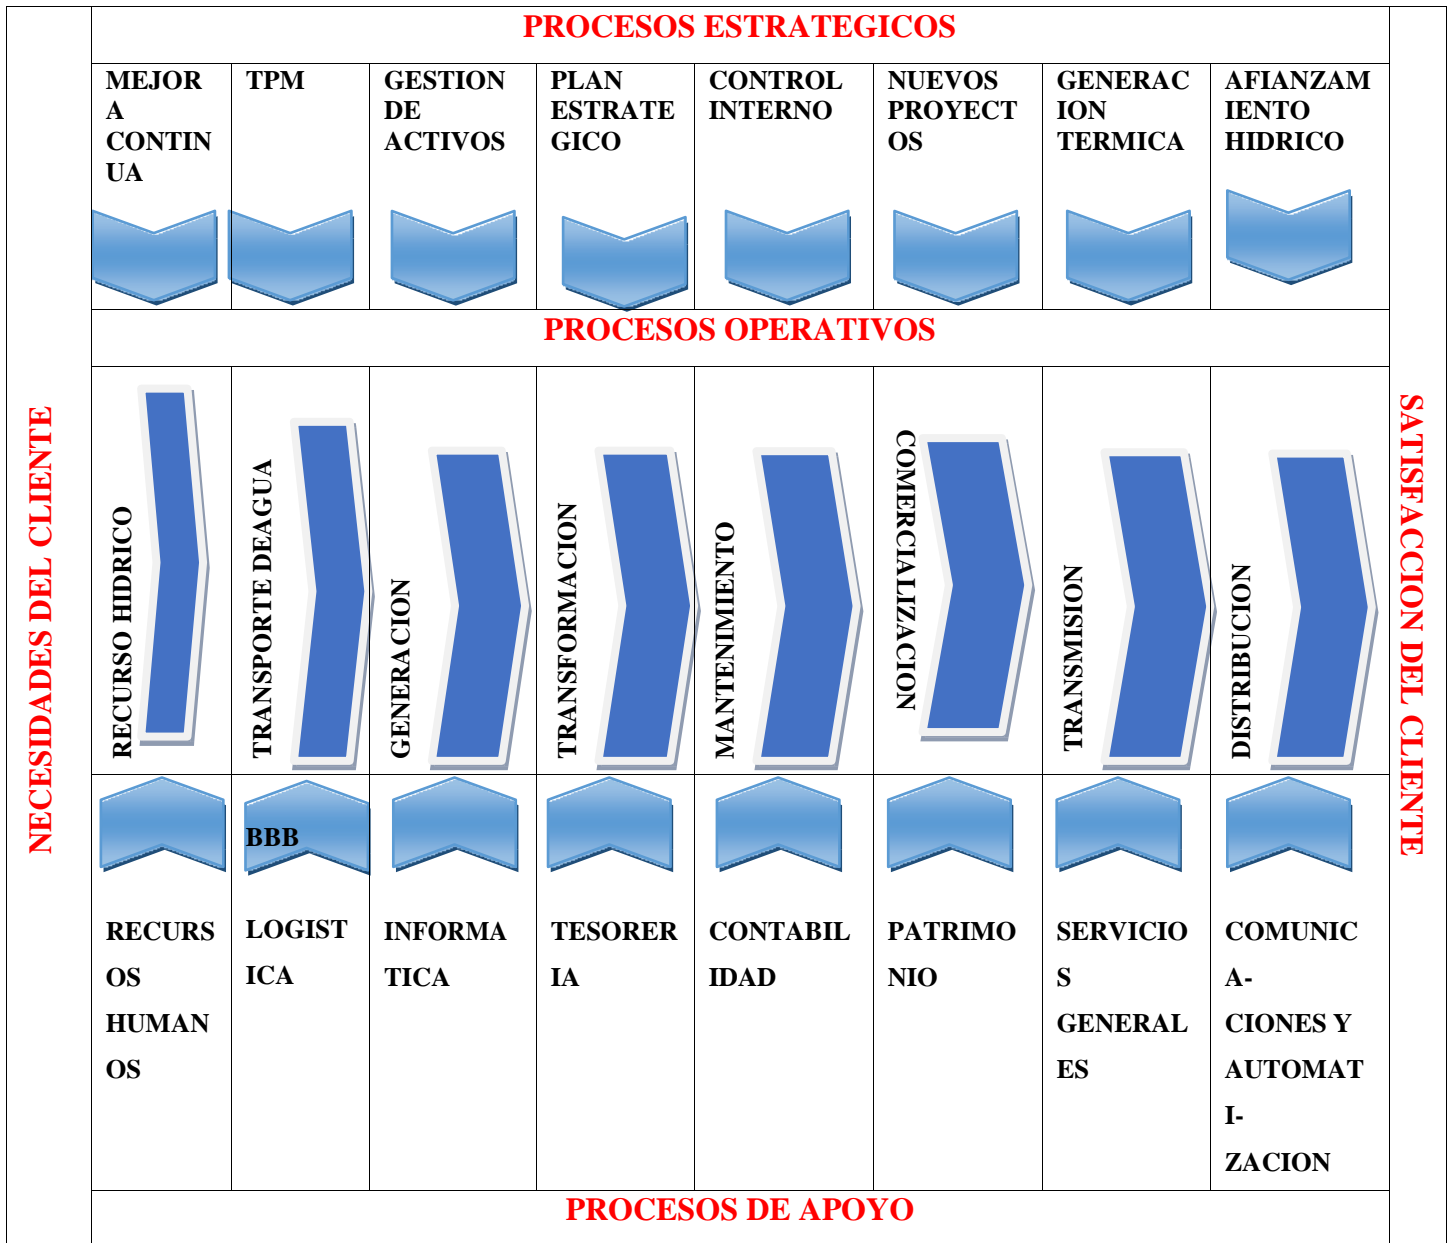 PROCESOS ESTRATEGICOS
MEJOR
A
CONTIN
UA
TPM
GESTION
DE
ACTIVOS
PLAN
ESTRATE
GICO
CONTROL
INTERNO
NUEVOS
PROYECT
OS
GENERAC
ION
TERMICA
AFIANZAM
IENTO
HIDRICO
PROCESOS OPERATIVOS
NECESIDADES DEL CLIENTE
RECURSO HIDRICO
TRANSPORTE DEAGUA
GENERACION
TRANSFORMACION
MANTENIMIENTO
COMERCIALIZACION
TRANSMISION
DISTRIBUCION
SATISFACCION DEL CLIENTE
RECURS
OS
HUMAN
OS
BBB
LOGIST
ICA
INFORMA
TICA
TESORER
IA
CONTABIL
IDAD
PATRIMO
NIO
SERVICIO
S
GENERAL
ES
COMUNIC
A-
CIONES Y
AUTOMAT
I-
ZACION
PROCESOS DE APOYO